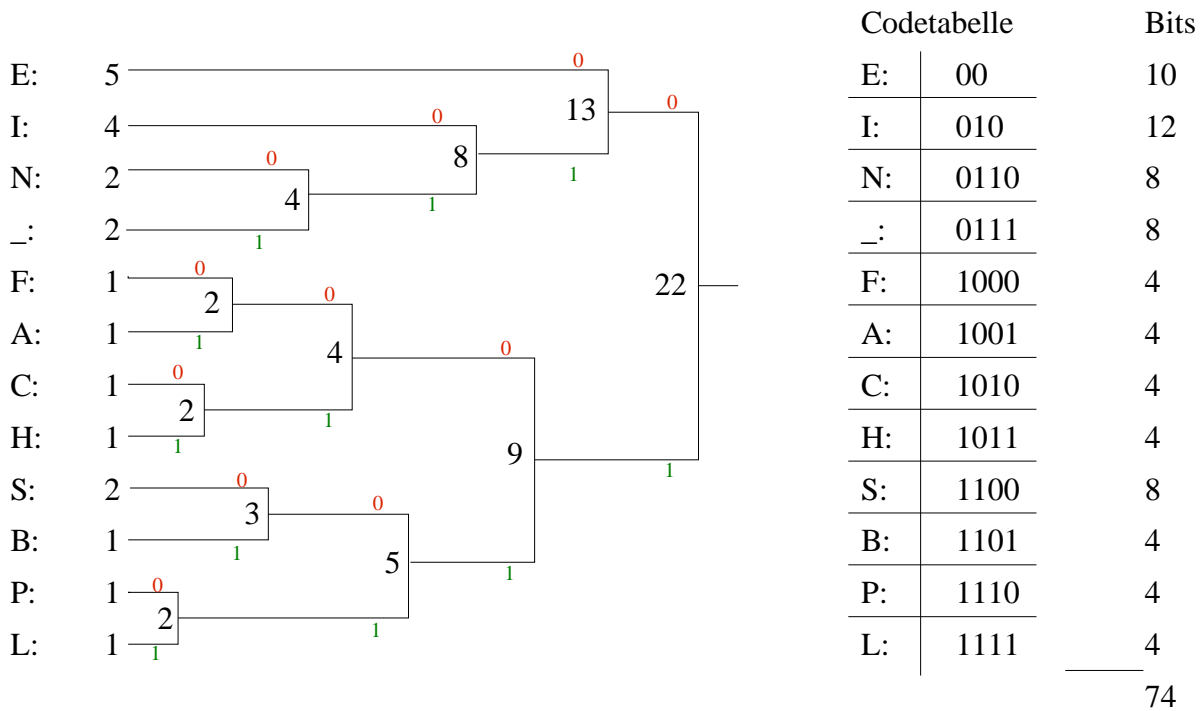 Codetabelle Bits
0
E: 5 13 0 E: 00 10
I: 4 0 I: 010 12
0 8 1
N: 2 4 1 N: 0110 8
_: 2 1 _: 0111 8
F: 1 0 2 0 22 F: 1000 4
A: 1 1 4 0 A: 1001 4
C: 1 0 2 C: 1010 4
H: 1 1 1 9 1 H: 1011 4
S: 2 0 3 0 S: 1100 8
B: 1 1 5 1 B: 1101 4
P: 1 0 2 P: 1110 4
L: 1 1 1 L: 1111 4
74